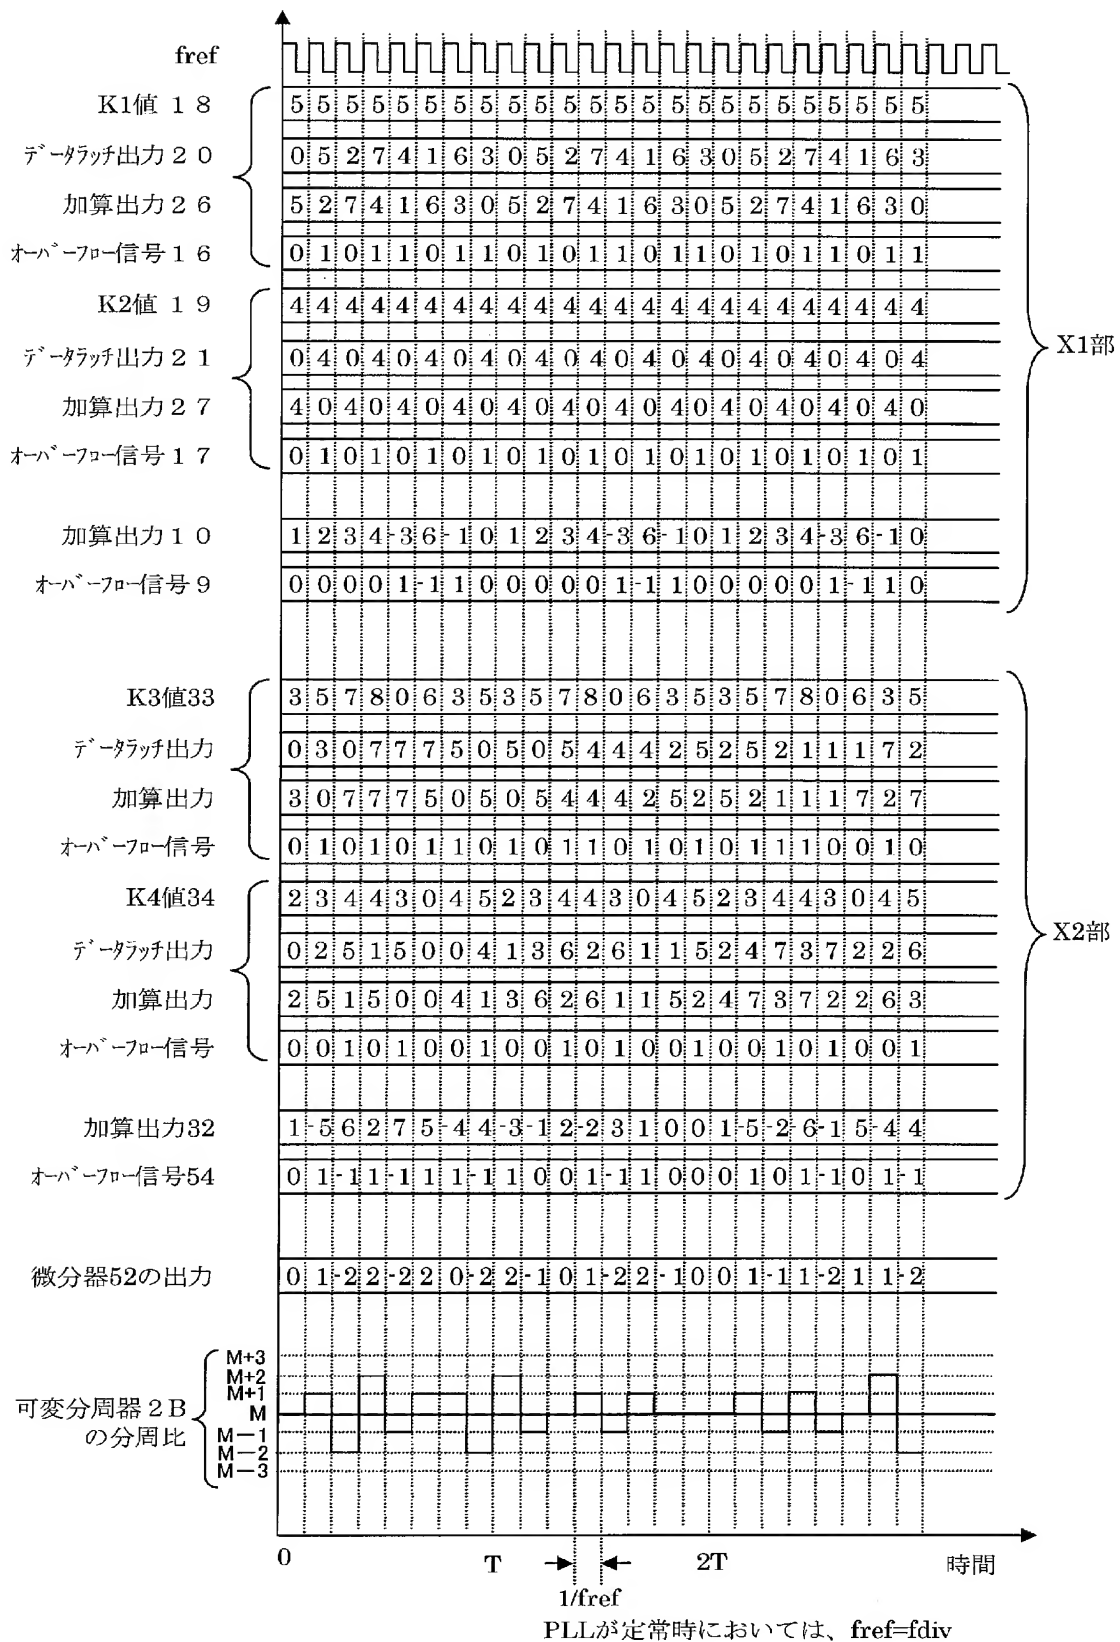 fref
K1値 18 5 5 5 5 5 5 5 5 5 5 5 5 5 5 5 5 5 5 5 5 5 5 5 5
データラッチ出力20 0 5 2 7 4 1 6 3 0 5 2 7 4 1 6 3 0 5 2 7 4 1 6 3
加算出力26 5 2 7 4 1 6 3 0 5 2 7 4 1 6 3 0 5 2 7 4 1 6 3 0
オーバーフロー信号16 0 1 0 1 1 0 1 1 0 1 0 1 1 0 1 1 0 1 0 1 1 0 1 1
K2値 19 4 4 4 4 4 4 4 4 4 4 4 4 4 4 4 4 4 4 4 4 4 4 4 4
データラッチ出力21 0 4 0 4 0 4 0 4 0 4 0 4 0 4 0 4 0 4 0 4 0 4 0 4
X1部
加算出力27 4 0 4 0 4 0 4 0 4 0 4 0 4 0 4 0 4 0 4 0 4 0 4 0
オーバーフロー信号17 0 1 0 1 0 1 0 1 0 1 0 1 0 1 0 1 0 1 0 1 0 1 0 1
加算出力10 1 2 3 4 -3 6 -1 0 1 2 3 4 -3 6 -1 0 1 2 3 4 -3 6 -1 0
オーバーフロー信号9 0 0 0 0 1 -1 1 0 0 0 0 0 1 -1 1 0 0 0 0 0 1 -1 1 0
K3値33 3 5 7 8 0 6 3 5 3 5 7 8 0 6 3 5 3 5 7 8 0 6 3 5
データラッチ出力 0 3 0 7 7 7 5 0 5 0 5 4 4 4 2 5 2 5 2 1 1 1 7 2
加算出力 3 0 7 7 7 5 0 5 0 5 4 4 4 2 5 2 5 2 1 1 1 7 2 7
オーバーフロー信号 0 1 0 1 0 1 1 0 1 0 1 1 0 1 0 1 0 1 1 1 0 0 1 0
K4値34 2 3 4 4 3 0 4 5 2 3 4 4 3 0 4 5 2 3 4 4 3 0 4 5
X2部
データラッチ出力 0 2 5 1 5 0 0 4 1 3 6 2 6 1 1 5 2 4 7 3 7 2 2 6
加算出力 2 5 1 5 0 0 4 1 3 6 2 6 1 1 5 2 4 7 3 7 2 2 6 3
オーバーフロー信号 0 0 1 0 1 0 0 1 0 0 1 0 1 0 0 1 0 0 1 0 1 0 0 1
加算出力32 1 -5 6 2 7 5 -4 4 -3 -1 2 -2 3 1 0 0 1 -5 -2 -6 -1 5 -4 4
オーバーフロー信号54 0 1 -1 1 -1 1 1 -1 1 0 0 1 -1 1 0 0 0 1 0 1 -1 0 1 -1
微分器52の出力 0 1 -2 2 -2 2 0 -2 2 -1 0 1 -2 2 -1 0 0 1 -1 1 -2 1 1 -2
M+3
M+2
M+1
M
M−1
M−2
M−3
可変分周器2B
の分周比
0 T 2T 時間
1/fref
PLLが定常時においては、fref=fdiv